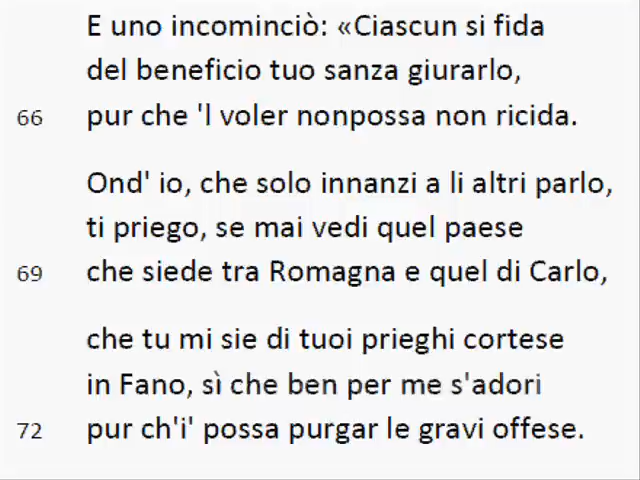 E uno incominciò: «Ciascun si fida
del beneficio tuo sanza giurarlo,
66 pur che 'l voler nonpossa non ricida.
Ond' io, che solo innanzi a li altri parlo,
ti priego, se mai vedi quel paese
69 che siede tra Romagna e quel di Carlo,
che tu mi sie di tuoi prieghi cortese
in Fano, sì che ben per me s'adori
72 pur ch'i' possa purgar le gravi offese.